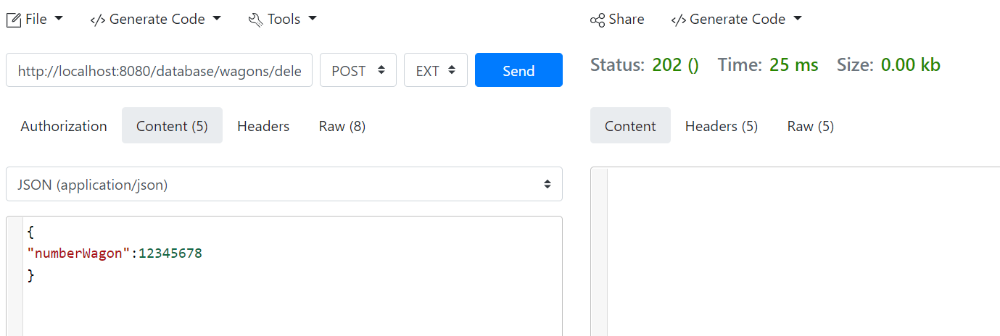 File
</> Generate Code
Tools
http://localhost:8080/database/wagons/dele
POST
EXT
Send
Authorization
Content (5)
Headers
Raw (8)
JSON (application/json)
{
"numberWagon":12345678
}
Share
</> Generate Code
Status: 202 () Time: 25 ms Size: 0.00 kb
Content
Headers (5)
Raw (5)